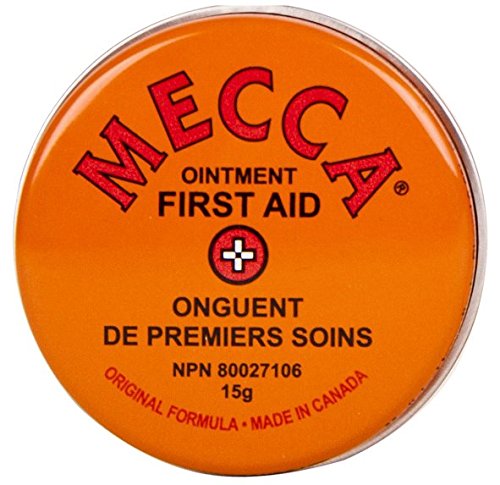 MECCA®
OINTMENT
FIRST AID
ONGUENT
DE PREMIERS SOINS
NPN 80027106
15g
ORIGINAL FORMULA • MADE IN CANADA